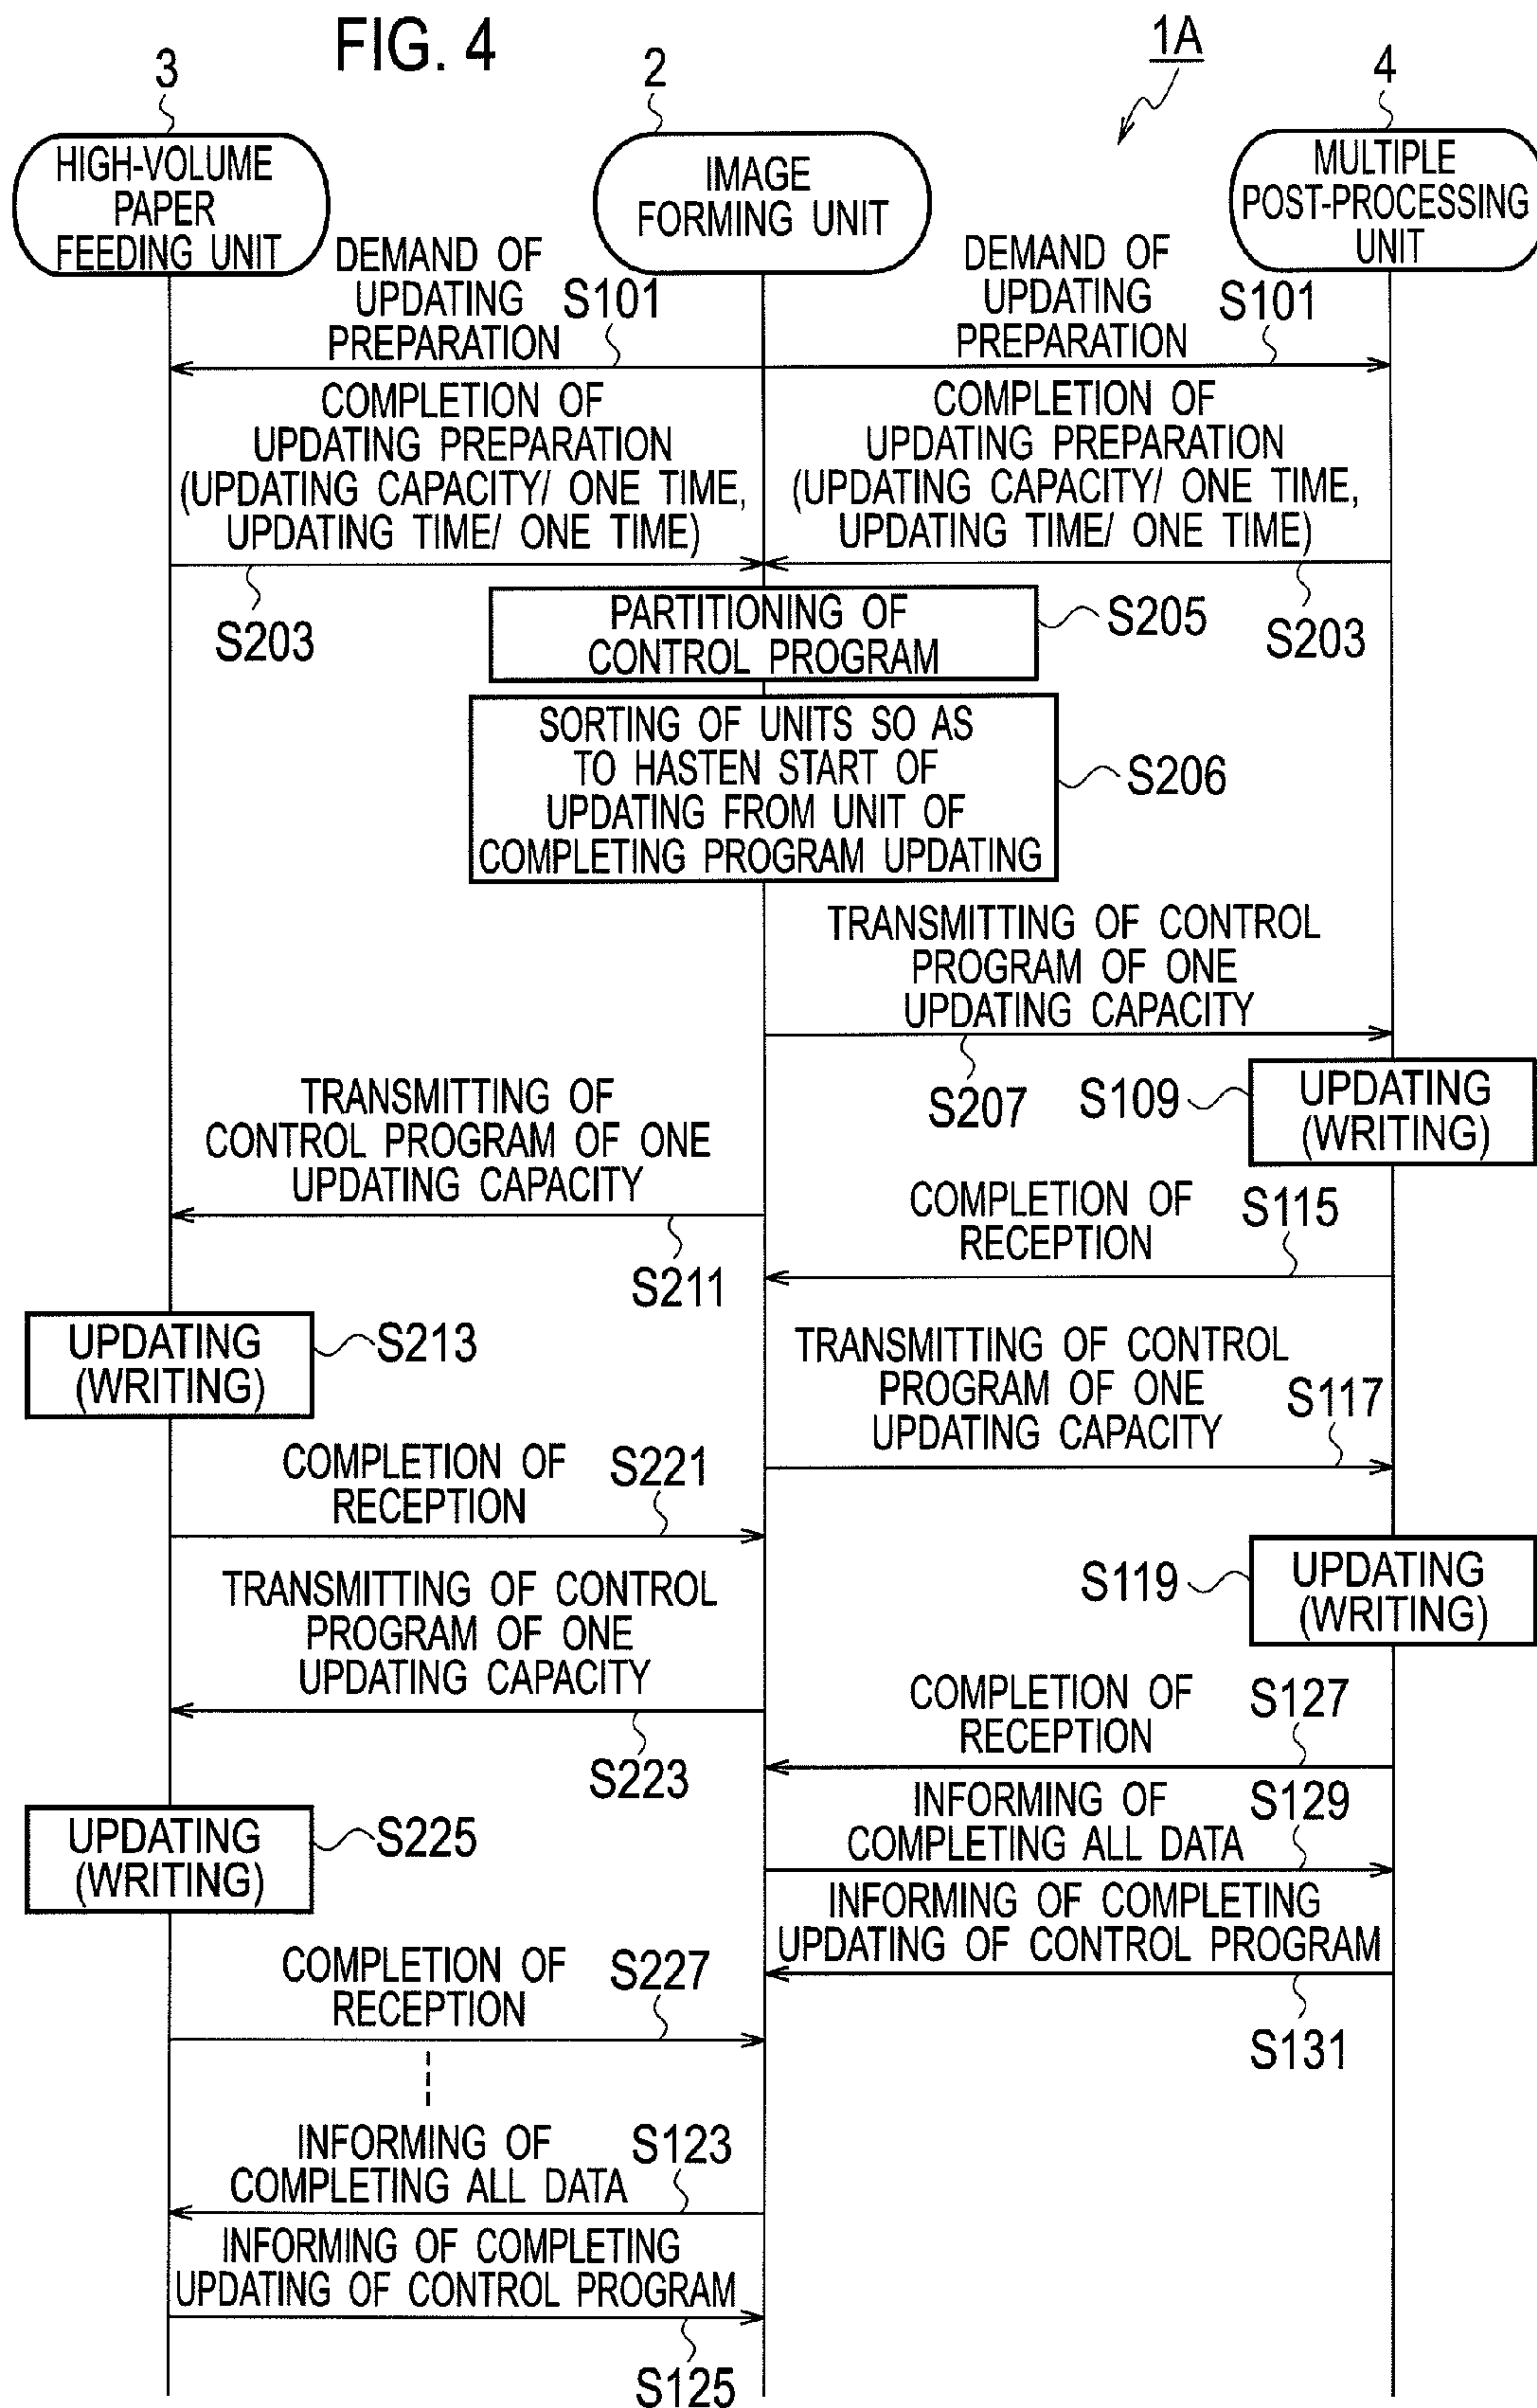 FIG. 4
1A
3
2
4
HIGH-VOLUME
PAPER
FEEDING UNIT
IMAGE
FORMING UNIT
MULTIPLE
POST-PROCESSING
UNIT
DEMAND OF
UPDATING
PREPARATION
S101
DEMAND OF
UPDATING
PREPARATION
S101
COMPLETION OF
UPDATING PREPARATION
(UPDATING CAPACITY/ ONE TIME,
UPDATING TIME/ ONE TIME)
S203
COMPLETION OF
UPDATING PREPARATION
(UPDATING CAPACITY/ ONE TIME,
UPDATING TIME/ ONE TIME)
S203
PARTITIONING OF
CONTROL PROGRAM
S205
SORTING OF UNITS SO AS
TO HASTEN START OF
UPDATING FROM UNIT OF
COMPLETING PROGRAM UPDATING
S206
TRANSMITTING OF CONTROL
PROGRAM OF ONE
UPDATING CAPACITY
S207
S109
UPDATING
(WRITING)
TRANSMITTING OF
CONTROL PROGRAM OF ONE
UPDATING CAPACITY
S211
COMPLETION OF
RECEPTION
S115
UPDATING
(WRITING)
S213
TRANSMITTING OF CONTROL
PROGRAM OF ONE
UPDATING CAPACITY
S117
COMPLETION OF
RECEPTION
S221
S119
UPDATING
(WRITING)
TRANSMITTING OF CONTROL
PROGRAM OF ONE
UPDATING CAPACITY
S223
COMPLETION OF
RECEPTION
S127
UPDATING
(WRITING)
S225
INFORMING OF
COMPLETING ALL DATA
S129
INFORMING OF COMPLETING
UPDATING OF CONTROL PROGRAM
S131
COMPLETION OF
RECEPTION
S227
INFORMING OF
COMPLETING ALL DATA
S123
INFORMING OF COMPLETING
UPDATING OF CONTROL PROGRAM
S125